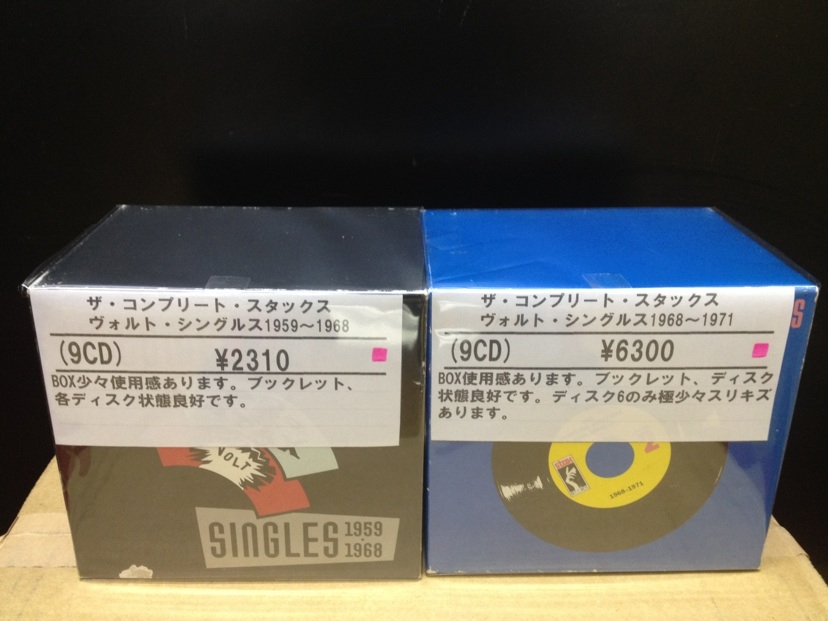 ザ・コンプリート・スタックス
ヴォルト・シングルス1959～1968
(9CD)
¥2310
BOX少々使用感あります。ブックレット、
各ディスク状態良好です。
VOLT
SINGLES 1959
1968
ザ・コンプリート・スタックス
ヴォルト・シングルス1968～1971
(9CD)
¥6300
BOX使用感あります。ブックレット、ディスク
状態良好です。ディスク6のみ極少々スリキズ
あります。
S
2
1968-1971